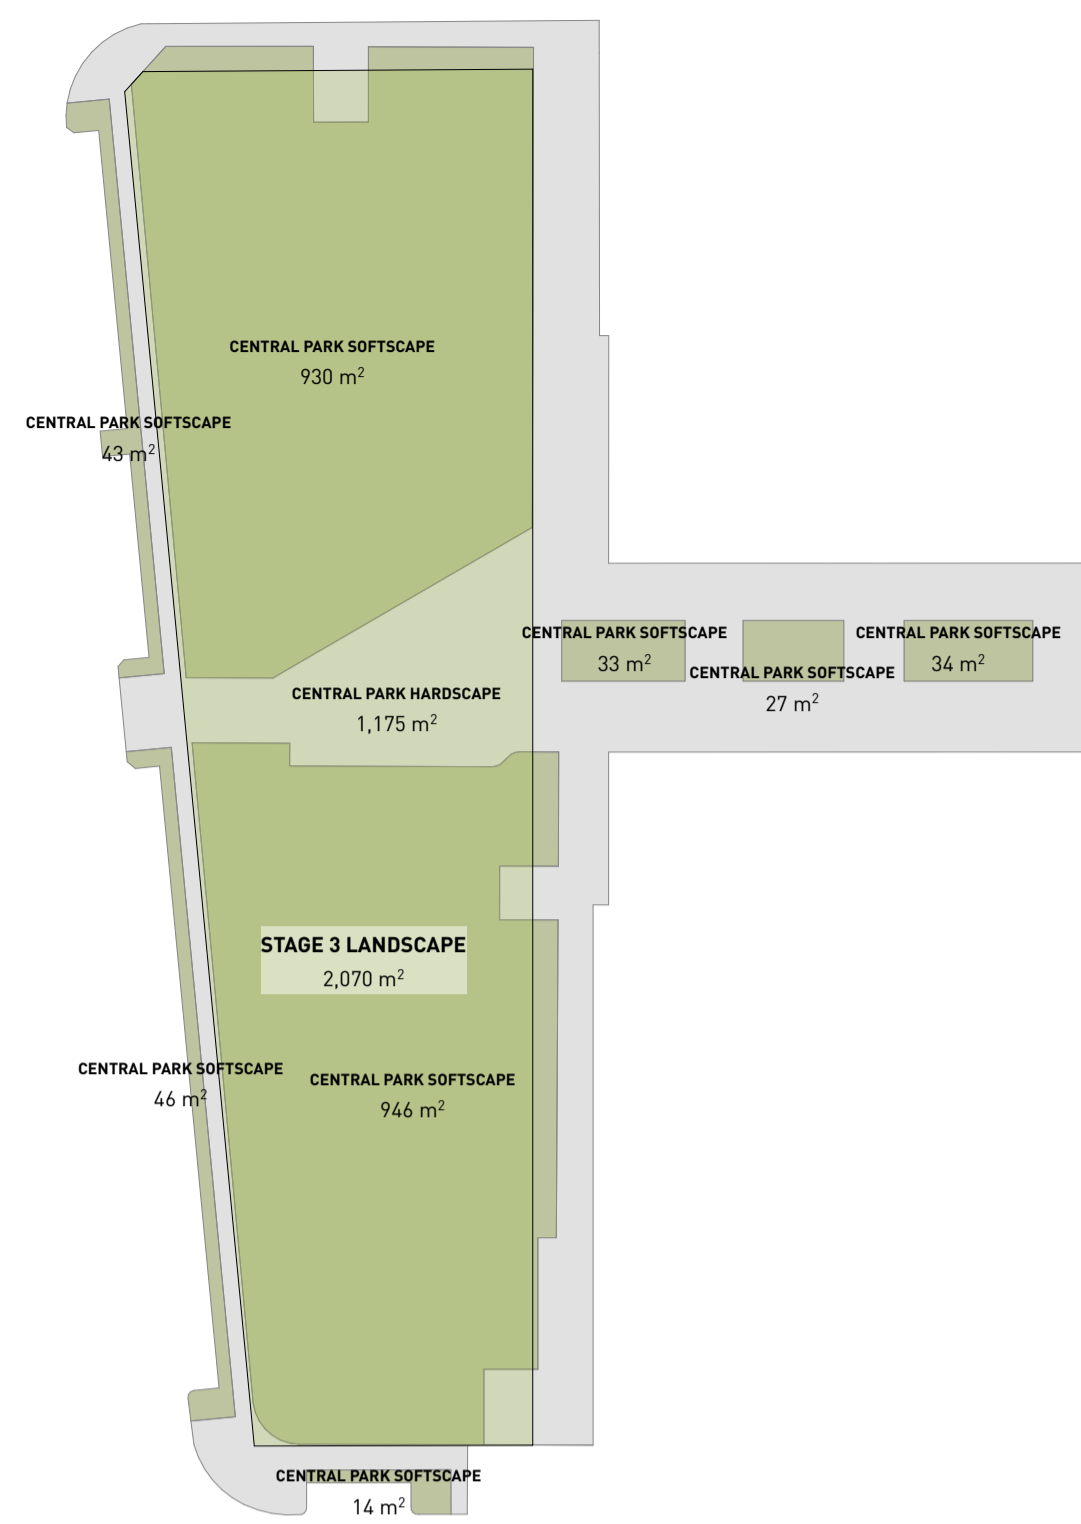 CENTRAL PARK SOFTSCAPE
930 m²
CENTRAL PARK SOFTSCAPE
43 m²
CENTRAL PARK SOFTSCAPE
33 m²
CENTRAL PARK SOFTSCAPE
27 m²
CENTRAL PARK SOFTSCAPE
34 m²
CENTRAL PARK HARDSCAPE
1,175 m²
STAGE 3 LANDSCAPE
2,070 m²
CENTRAL PARK SOFTSCAPE
46 m²
CENTRAL PARK SOFTSCAPE
946 m²
CENTRAL PARK SOFTSCAPE
14 m²